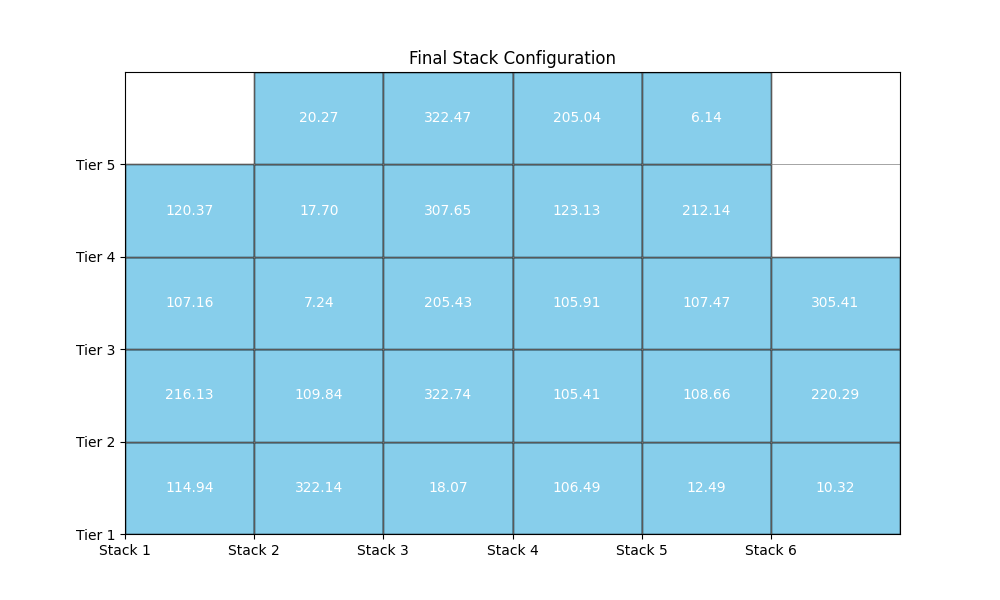 Final Stack Configuration
20.27 322.47 205.04 6.14
Tier 5
120.37 17.70 307.65 123.13 212.14
Tier 4
107.16 7.24 205.43 105.91 107.47 305.41
Tier 3
216.13 109.84 322.74 105.41 108.66 220.29
Tier 2
114.94 322.14 18.07 106.49 12.49 10.32
Tier 1
Stack 1 Stack 2 Stack 3 Stack 4 Stack 5 Stack 6